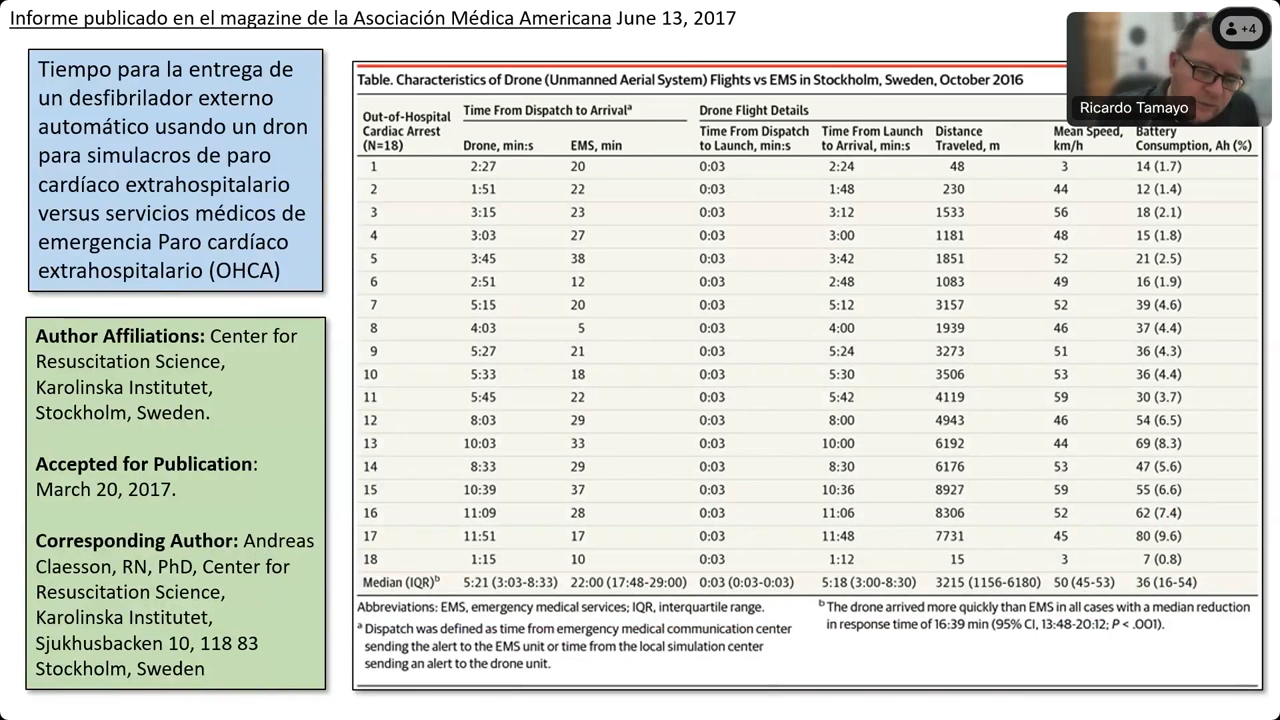 Informe publicado en el magazine de la Asociación Médica Americana June 13, 2017
+4
Ricardo Tamayo
Tiempo para la entrega de
un desfibrilador externo
automático usando un dron
para simulacros de paro
cardíaco extrahospitalario
versus servicios médicos de
emergencia Paro cardíaco
extrahospitalario (OHCA)
Author Affiliations: Center for
Resuscitation Science,
Karolinska Institutet,
Stockholm, Sweden.
Accepted for Publication:
March 20, 2017.
Corresponding Author: Andreas
Claesson, RN, PhD, Center for
Resuscitation Science,
Karolinska Institutet,
Sjukhusbacken 10, 118 83
Stockholm, Sweden
Table. Characteristics of Drone (Unmanned Aerial System) Flights vs EMS in Stockholm, Sweden, October 2016
Out-of-Hospital Cardiac Arrest (N=18) Time From Dispatch to Arrivalᵃ Drone Flight Details
Drone, min:s EMS, min Time From Dispatch to Launch, min:s Time From Launch to Arrival, min:s Distance Traveled, m Mean Speed, km/h Battery Consumption, Ah (%)
1 2:27 20 0:03 2:24 48 3 14 (1.7)
2 1:51 22 0:03 1:48 230 44 12 (1.4)
3 3:15 23 0:03 3:12 1533 56 18 (2.1)
4 3:03 27 0:03 3:00 1181 48 15 (1.8)
5 3:45 38 0:03 3:42 1851 52 21 (2.5)
6 2:51 12 0:03 2:48 1083 49 16 (1.9)
7 5:15 20 0:03 5:12 3157 52 39 (4.6)
8 4:03 5 0:03 4:00 1939 46 37 (4.4)
9 5:27 21 0:03 5:24 3273 51 36 (4.3)
10 5:33 18 0:03 5:30 3506 53 36 (4.4)
11 5:45 22 0:03 5:42 4119 59 30 (3.7)
12 8:03 29 0:03 8:00 4943 46 54 (6.5)
13 10:03 33 0:03 10:00 6192 44 69 (8.3)
14 8:33 29 0:03 8:30 6176 53 47 (5.6)
15 10:39 37 0:03 10:36 8927 59 55 (6.6)
16 11:09 28 0:03 11:06 8306 52 62 (7.4)
17 11:51 17 0:03 11:48 7731 45 80 (9.6)
18 1:15 10 0:03 1:12 15 3 7 (0.8)
Median (IQR)ᵇ 5:21 (3:03-8:33) 22:00 (17:48-29:00) 0:03 (0:03-0:03) 5:18 (3:00-8:30) 3215 (1156-6180) 50 (45-53) 36 (16-54)
Abbreviations: EMS, emergency medical services; IQR, interquartile range.
ᵃ Dispatch was defined as time from emergency medical communication center
sending the alert to the EMS unit or time from the local simulation center
sending an alert to the drone unit.
ᵇ The drone arrived more quickly than EMS in all cases with a median reduction
in response time of 16:39 min (95% CI, 13:48-20:12; P < .001).